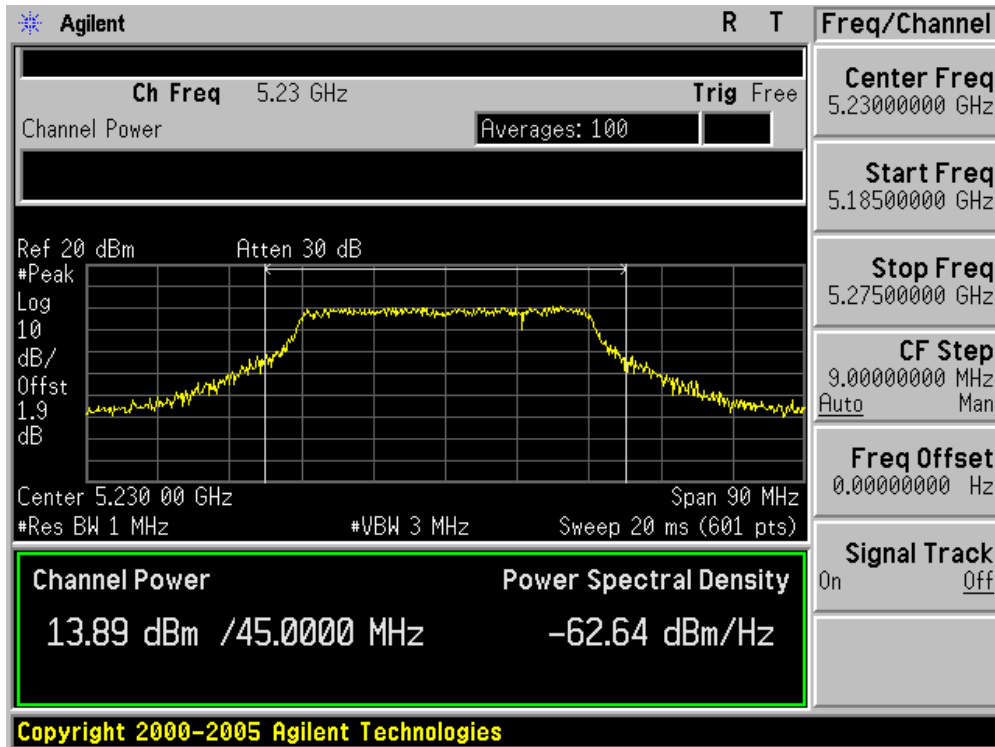 Agilent R T
Ch Freq 5.23 GHz Trig Free
Channel Power Averages: 100
Ref 20 dBm Atten 30 dB
#Peak
Log
10
dB/
Offst
1.9
dB
Center 5.230 00 GHz Span 90 MHz
#Res BW 1 MHz #VBW 3 MHz Sweep 20 ms (601 pts)
Channel Power Power Spectral Density
13.89 dBm /45.0000 MHz -62.64 dBm/Hz
Copyright 2000-2005 Agilent Technologies
Freq/Channel
Center Freq
5.23000000 GHz
Start Freq
5.18500000 GHz
Stop Freq
5.27500000 GHz
CF Step
9.00000000 MHz
Auto Man
Freq Offset
0.00000000 Hz
Signal Track
On Off